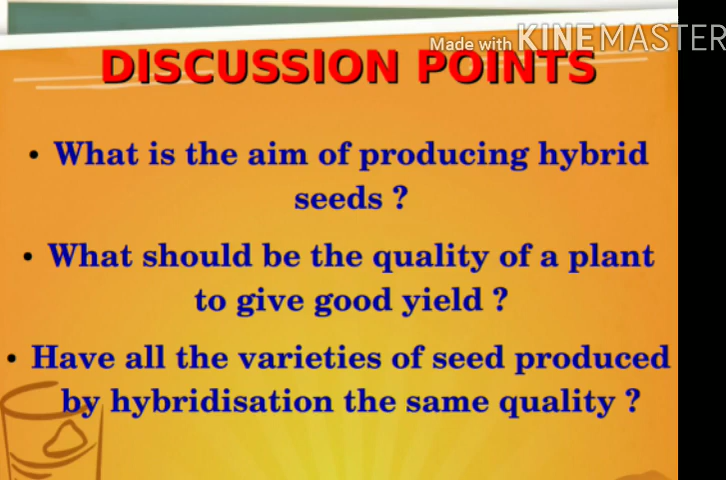 Made with KINEMASTER
DISCUSSION POINTS
• What is the aim of producing hybrid
seeds ?
• What should be the quality of a plant
to give good yield ?
• Have all the varieties of seed produced
by hybridisation the same quality ?